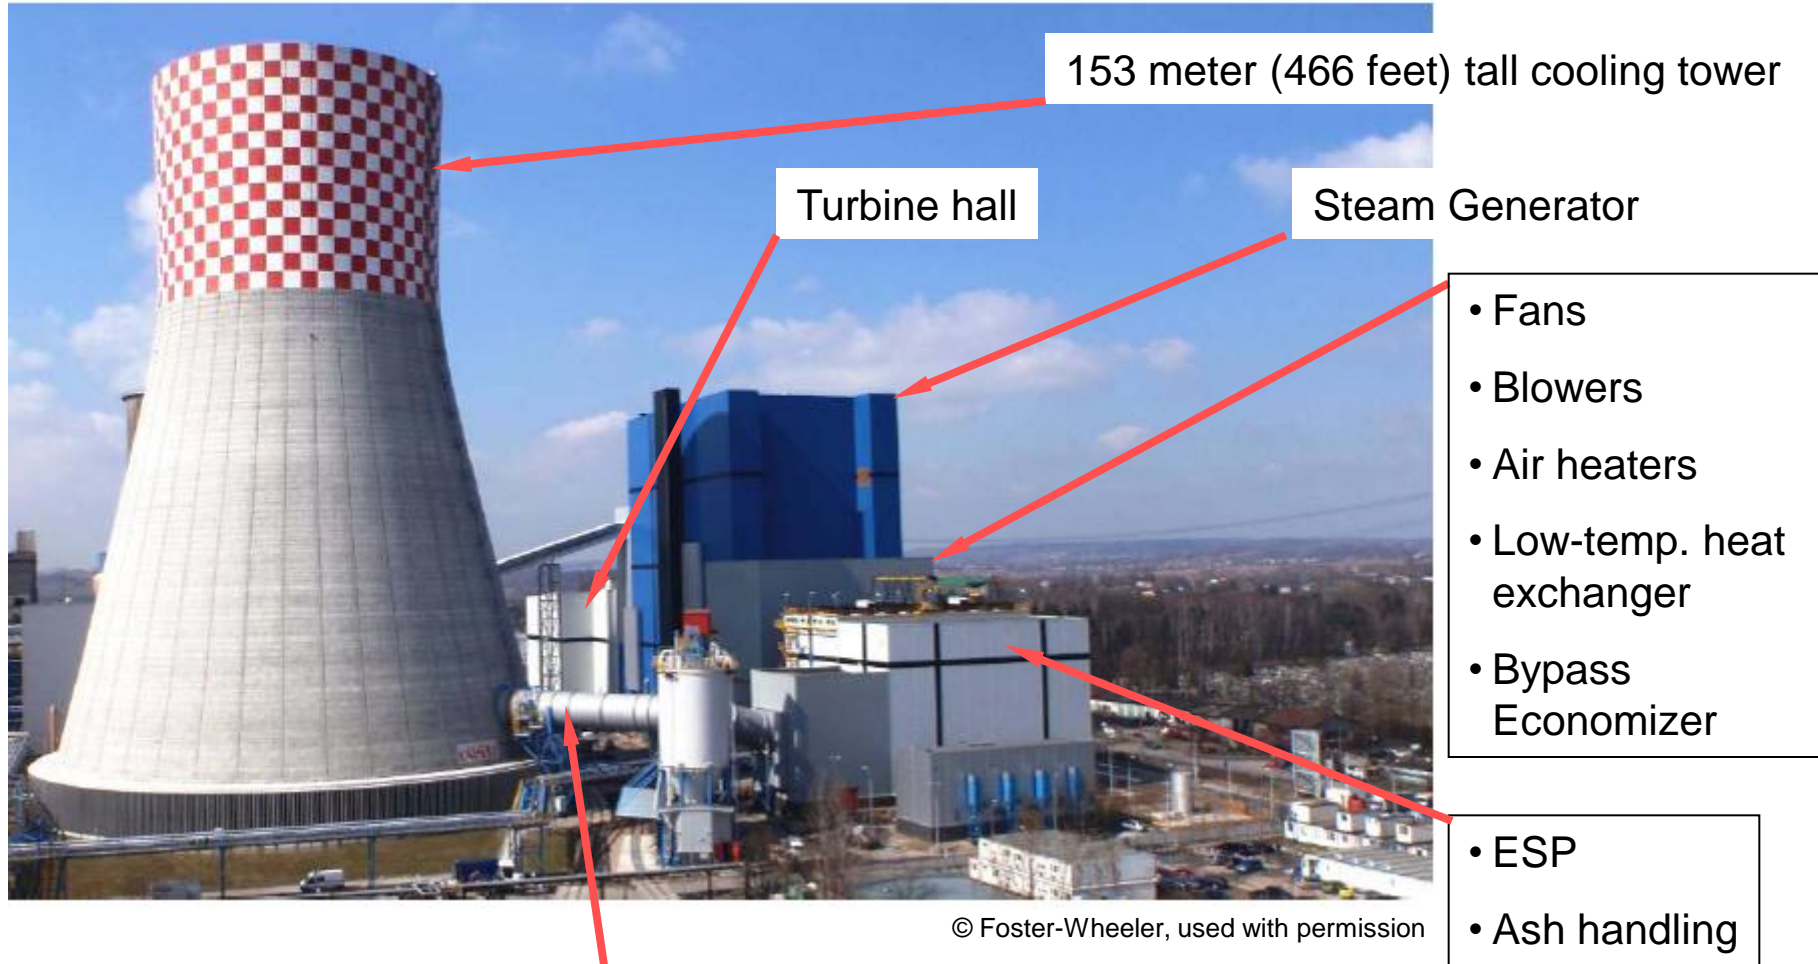 153 meter (466 feet) tall cooling tower
Turbine hall
Steam Generator
• Fans
• Blowers
• Air heaters
• Low-temp. heat
exchanger
• Bypass
Economizer
• ESP
• Ash handling
© Foster-Wheeler, used with permission